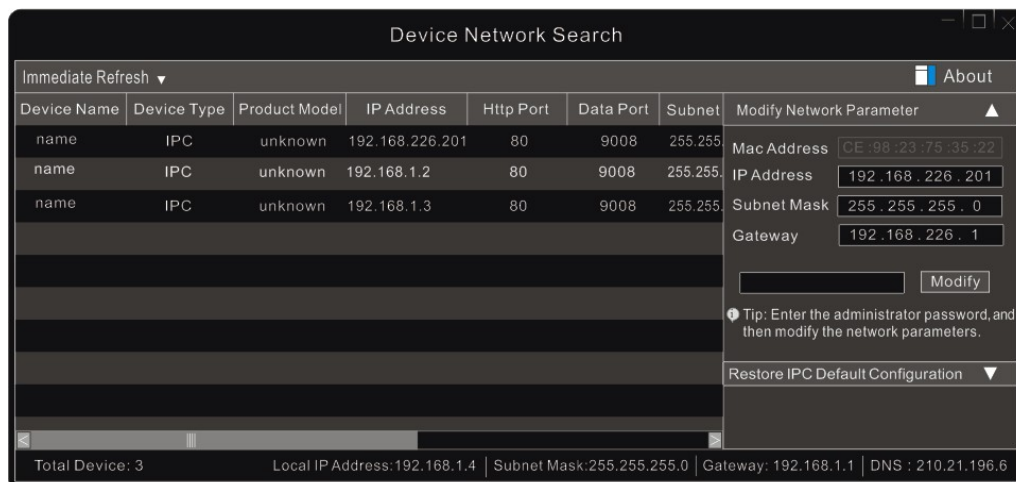 Device Network Search
Immediate Refresh ▼
About
Device Name Device Type Product Model IP Address Http Port Data Port Subnet
name IPC unknown 192.168.226.201 80 9008 255.255.
name IPC unknown 192.168.1.2 80 9008 255.255.
name IPC unknown 192.168.1.3 80 9008 255.255.
Modify Network Parameter ▲
Mac Address CE:98:23:75:35:22
IP Address 192.168.226.201
Subnet Mask 255.255.255.0
Gateway 192.168.226.1
Modify
Tip: Enter the administrator password,and
then modify the network parameters.
Restore IPC Default Configuration ▼
Total Device: 3 Local IP Address:192.168.1.4 Subnet Mask:255.255.255.0 Gateway: 192.168.1.1 DNS : 210.21.196.6